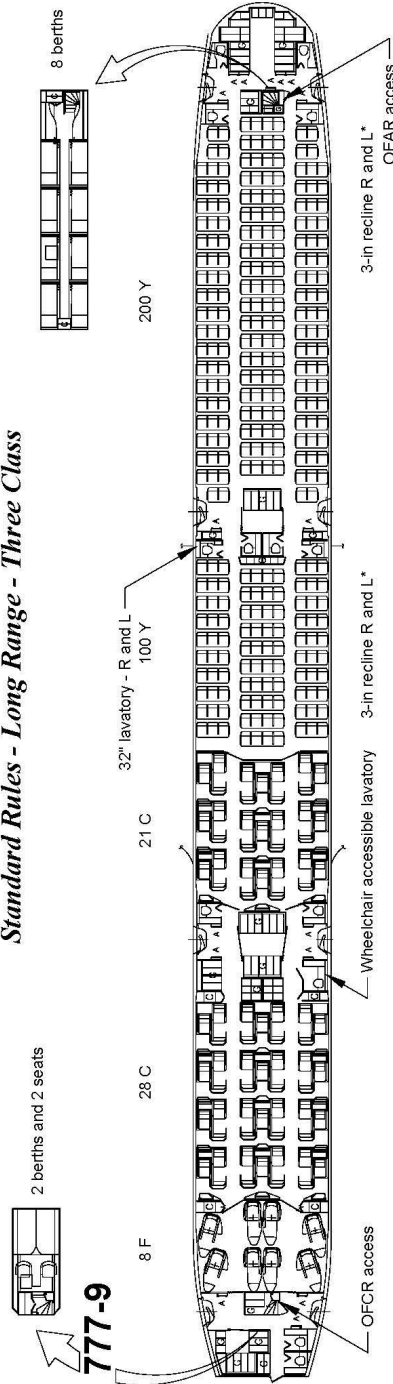 Standard Rules - Long Range - Three Class
777-9
2 berths and 2 seats
8 berths
8 F
28 C
21 C
100 Y
200 Y
32" lavatory - R and L
OFCR access
Wheelchair accessible lavatory
3-in recline R and L*
3-in recline R and L*
OFAR access